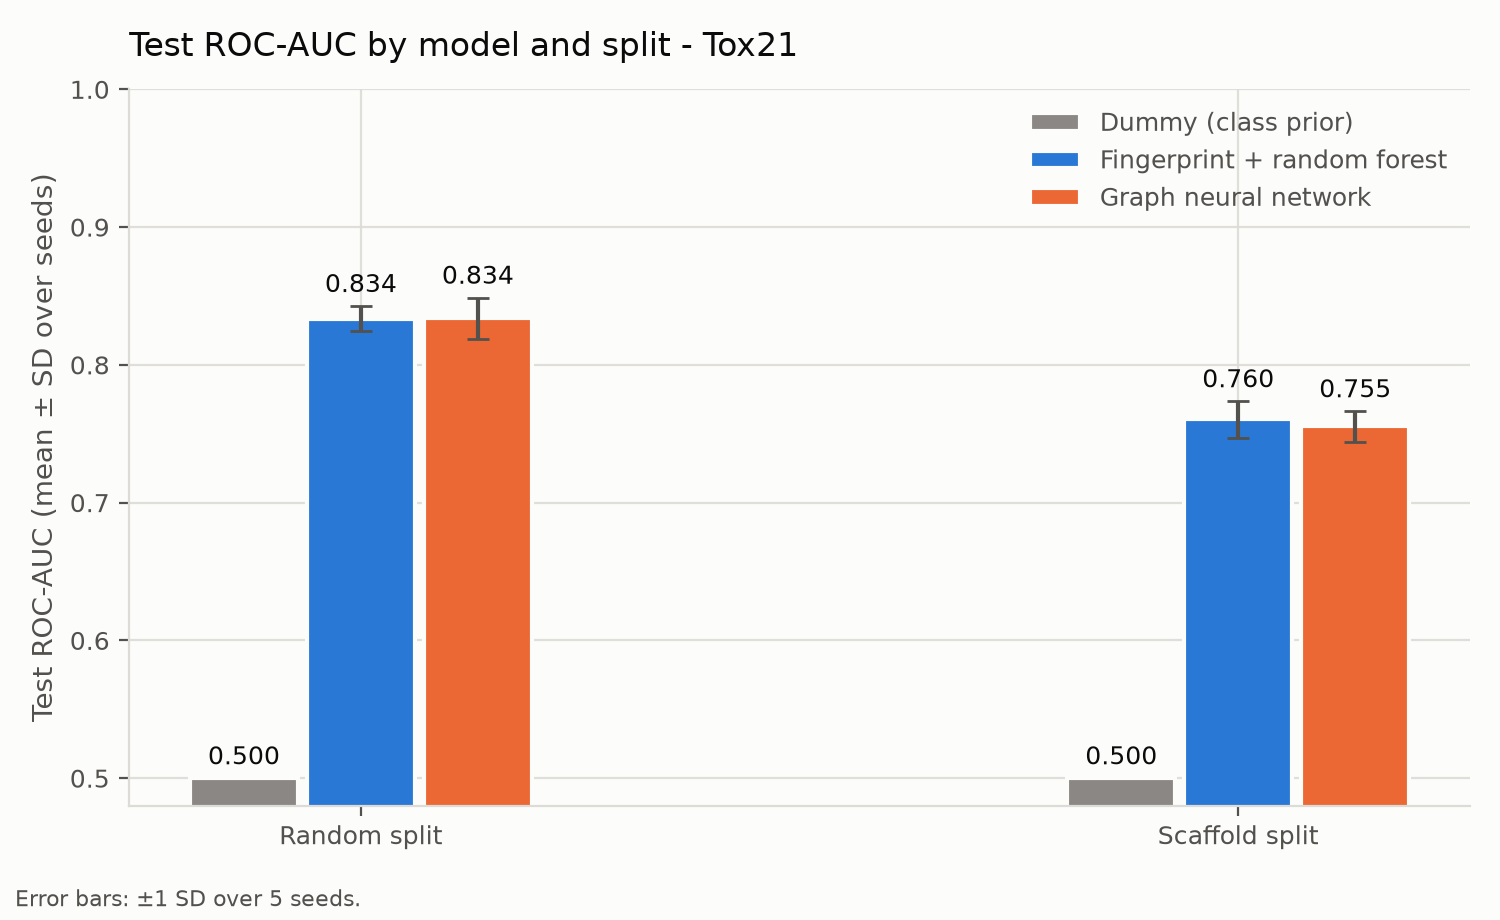 Test ROC-AUC by model and split - Tox21
Test ROC-AUC (mean ± SD over seeds)
1.0
0.9
0.8
0.7
0.6
0.5
Dummy (class prior)
Fingerprint + random forest
Graph neural network
0.500
0.834
0.834
0.500
0.760
0.755
Random split
Scaffold split
Error bars: ±1 SD over 5 seeds.